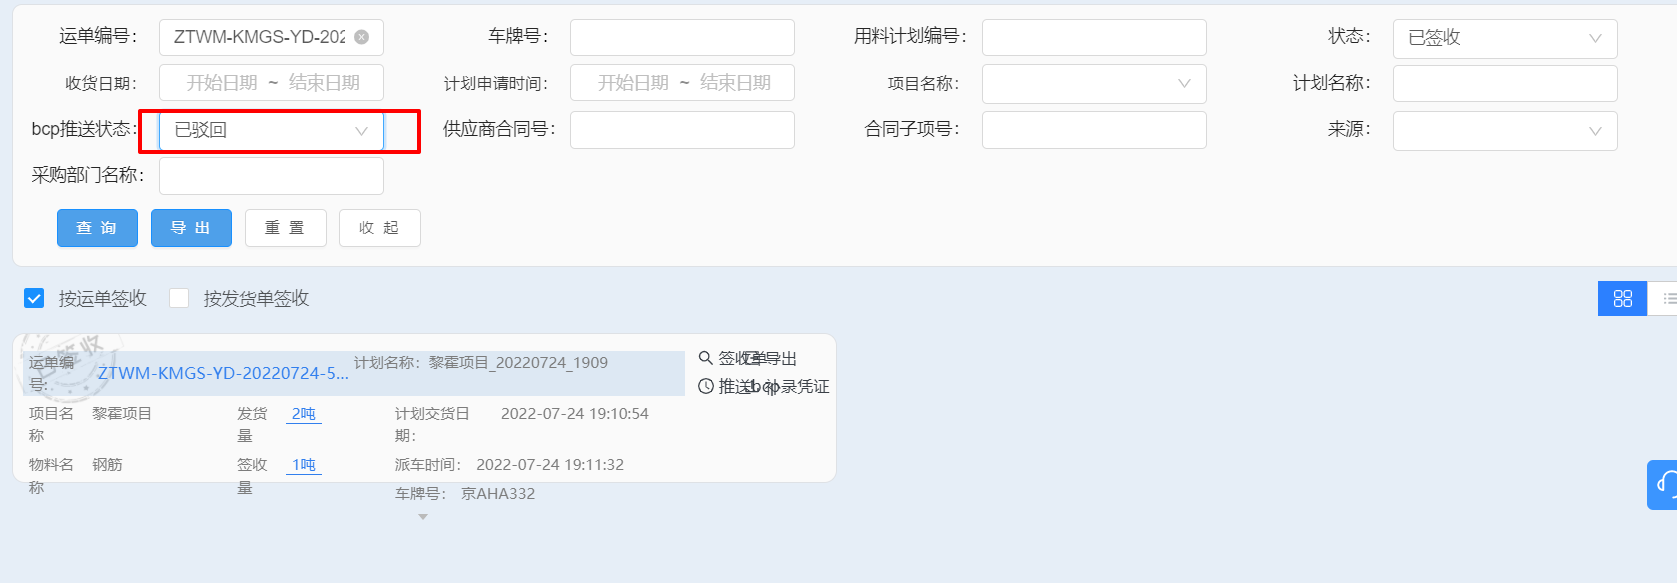 运单编号： ZTWM-KMGS-YD-202 车牌号： 用料计划编号： 状态： 已签收
收货日期： 开始日期 ~ 结束日期 计划申请时间： 开始日期 ~ 结束日期 项目名称： 计划名称：
bcp推送状态： 已驳回 供应商合同号： 合同子项号： 来源：
采购部门名称：
查 询 导 出 重 置 收 起
按运单签收 按发货单签收
已签收
运单编号： ZTWM-KMGS-YD-20220724-5... 计划名称： 黎霍项目_20220724_1909
签收单导出
推送bcp 补录凭证
项目名称 黎霍项目 发货量 2吨 计划交货日期： 2022-07-24 19:10:54
物料名称 钢筋 签收量 1吨 派车时间： 2022-07-24 19:11:32
车牌号： 京AHA332